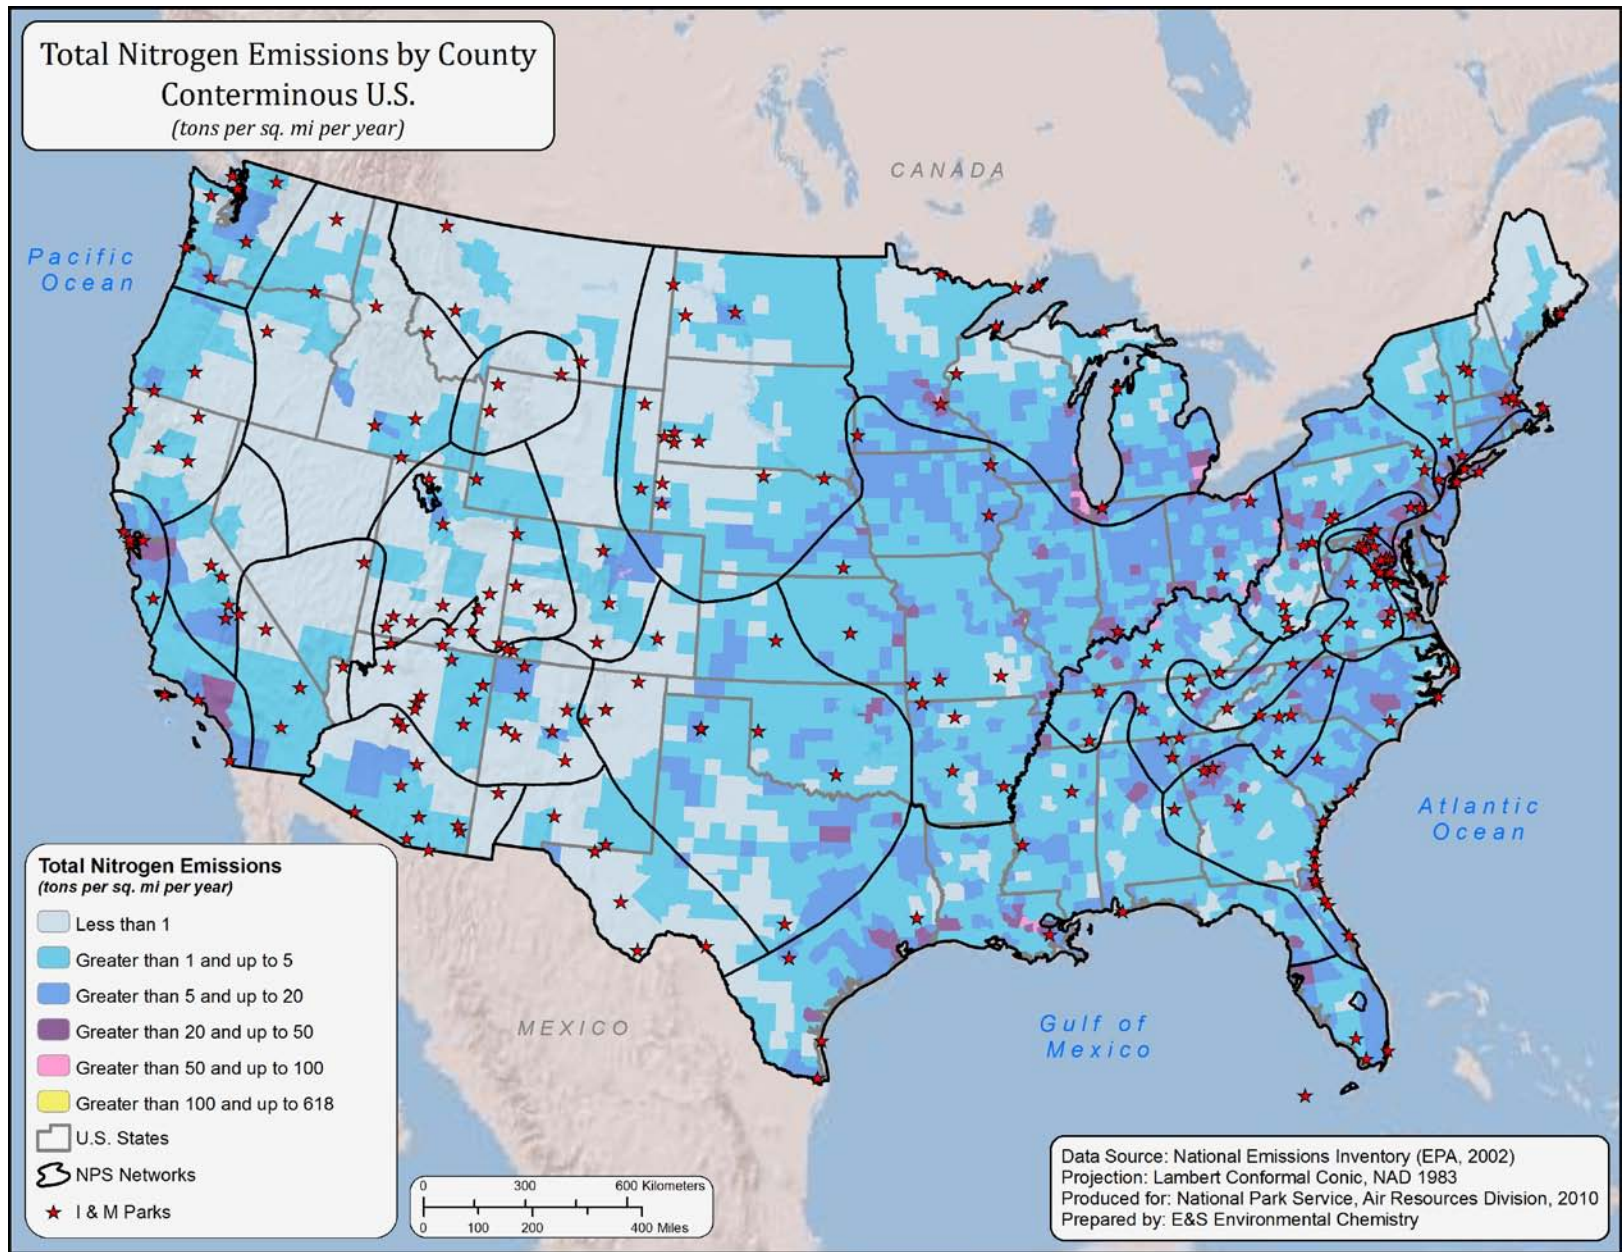 Total Nitrogen Emissions by County
Conterminous U.S.
(tons per sq. mi per year)
CANADA
Pacific
Ocean
Atlantic
Ocean
Gulf of
Mexico
MEXICO
Total Nitrogen Emissions
(tons per sq. mi per year)
Less than 1
Greater than 1 and up to 5
Greater than 5 and up to 20
Greater than 20 and up to 50
Greater than 50 and up to 100
Greater than 100 and up to 618
U.S. States
NPS Networks
I & M Parks
0 300 600 Kilometers
0 100 200 400 Miles
Data Source: National Emissions Inventory (EPA, 2002)
Projection: Lambert Conformal Conic, NAD 1983
Produced for: National Park Service, Air Resources Division, 2010
Prepared by: E&S Environmental Chemistry